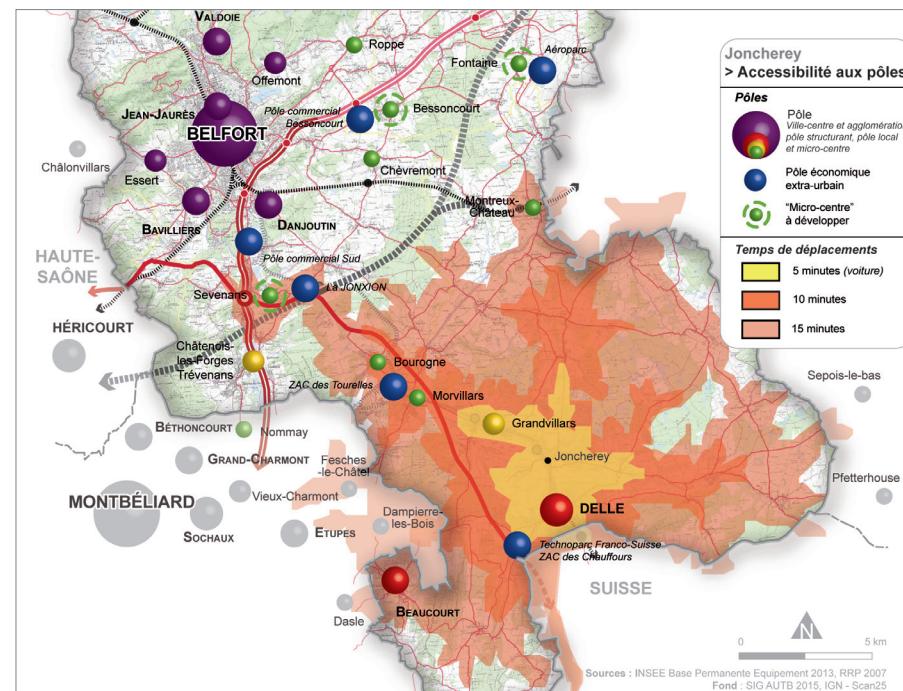 VALDOIE
Roppe
Aéroparc
Offemont
Fontaine
JEAN-JAURÈS
Pôle commercial
Bessoncourt
Bessoncourt
BELFORT
Châlonvillars
Essert
Chèvremont
BAVILLIERS
DANJOUTIN
Montreux-
Château
HAUTE-
SAÔNE
Pôle commercial Sud
Sevenans
La JONXION
HÉRICOURT
Châtenois-
les-Forges
Trévenans
Bourogne
ZAC des Tourelles
Morvillars
Grandvillars
Sepois-le-bas
BÉTHONCOURT
Nommay
Joncherey
GRAND-CHARMONT
Fesches
-le-Châtel
Pfetterhouse
MONTBÉLIARD
Vieux-Charmont
DELLE
SOCHAUX
ETUPES
Dampierre-
les-Bois
Technoparc Franco-Suisse
ZAC des Chauffours
SUISSE
BEAUCOURT
Dasle
Joncherey
> Accessibilité aux pôles
Pôles
Pôle
Ville-centre et agglomération
pôle structurant, pôle local
et micro-centre
Pôle économique
extra-urbain
"Micro-centre"
à développer
Temps de déplacements
5 minutes (voiture)
10 minutes
15 minutes
N
0
5 km
Sources : INSEE Base Permanente Equipement 2013, RRP 2007
Fond : SIG AUTB 2015, IGN - Scan25